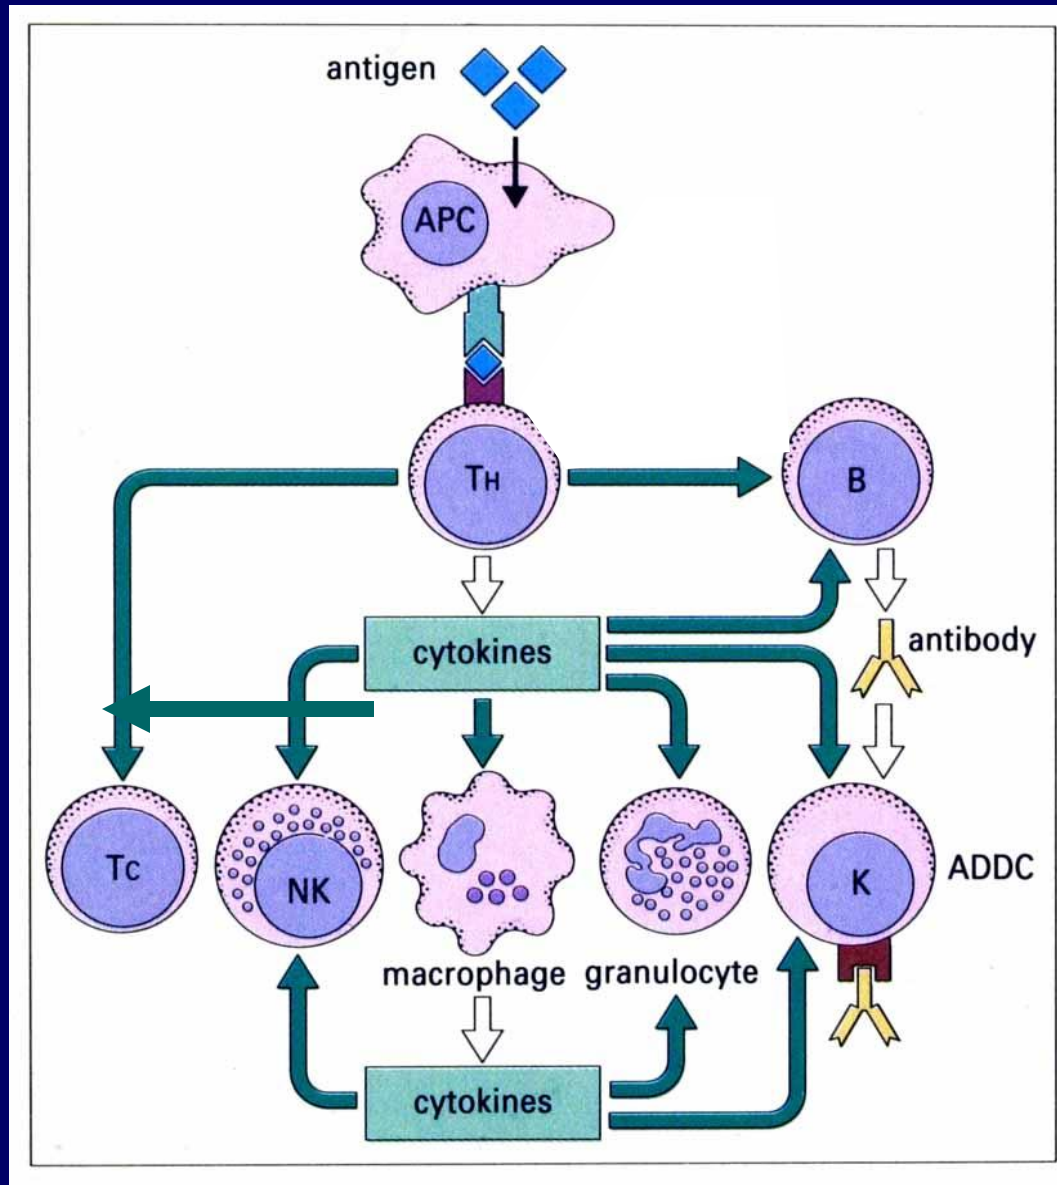 antigen
APC
TH
B
cytokines
antibody
TC
NK
K
ADDC
macrophage granulocyte
cytokines